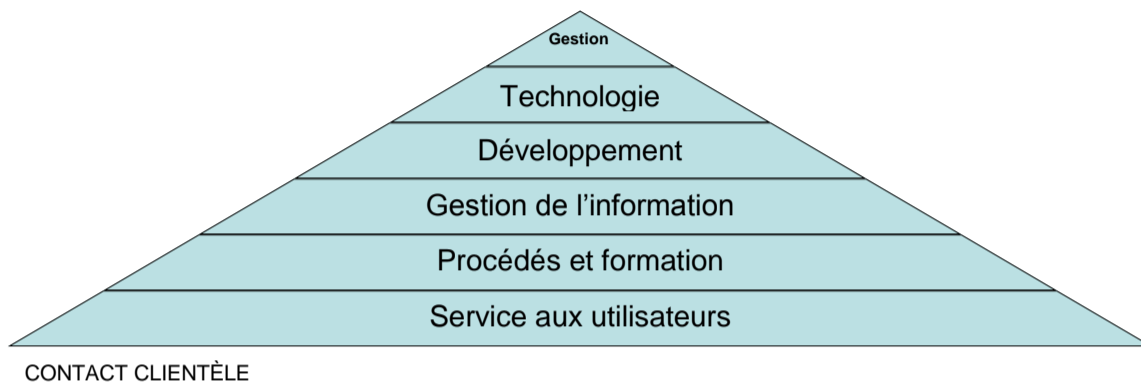 Gestion
Technologie
Développement
Gestion de l’information
Procédés et formation
Service aux utilisateurs
CONTACT CLIENTÈLE